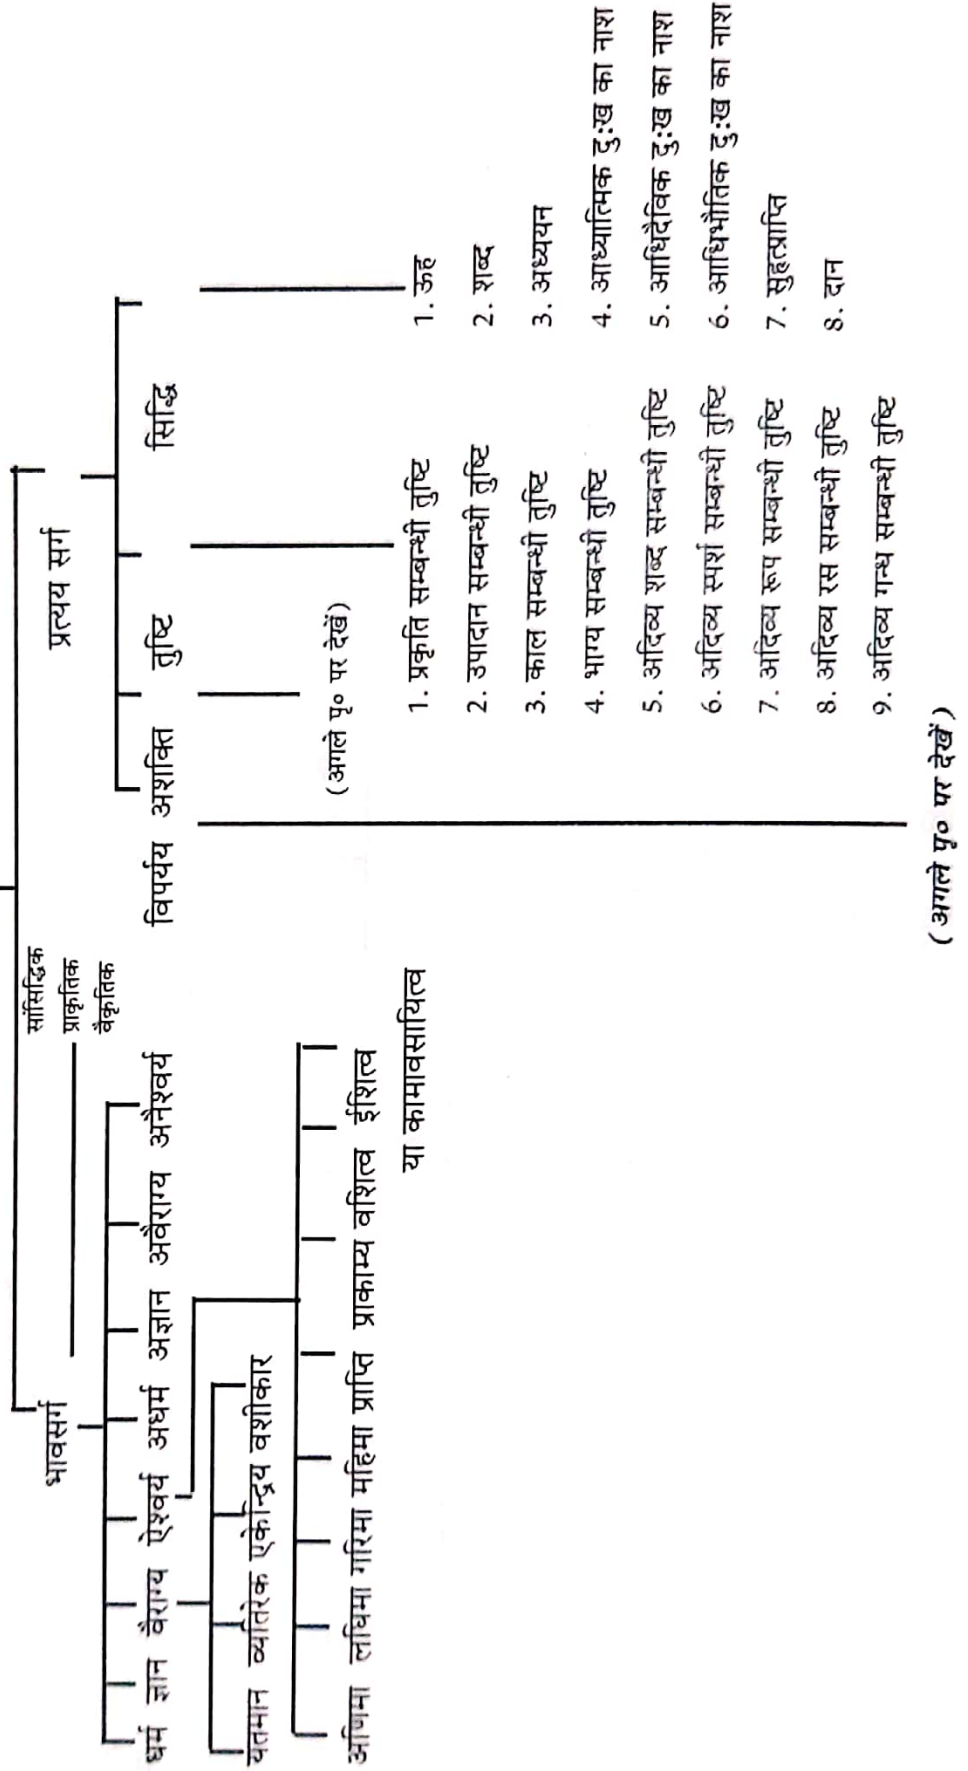 भावसर्ग
सांसिद्धिक
प्राकृतिक
वैकृतिक
प्रत्यय सर्ग
धर्म ज्ञान वैराग्य ऐश्वर्य अधर्म अज्ञान अवैराग्य अनैश्वर्य
विपर्यय अशक्ति तुष्टि सिद्धि
यतमान व्यतिरेक एकेन्द्रिय वशीकार
अणिमा लघिमा गरिमा महिमा प्राप्ति प्राकाम्य वशित्व ईशित्व
या कामावसायित्व
(अगले पृ० पर देखें)
1. प्रकृति सम्बन्धी तुष्टि
2. उपादान सम्बन्धी तुष्टि
3. काल सम्बन्धी तुष्टि
4. भाग्य सम्बन्धी तुष्टि
5. अदिव्य शब्द सम्बन्धी तुष्टि
6. अदिव्य स्पर्श सम्बन्धी तुष्टि
7. अदिव्य रूप सम्बन्धी तुष्टि
8. अदिव्य रस सम्बन्धी तुष्टि
9. अदिव्य गन्ध सम्बन्धी तुष्टि
1. ऊह
2. शब्द
3. अध्ययन
4. आध्यात्मिक दुःख का नाश
5. आधिदैविक दुःख का नाश
6. आधिभौतिक दुःख का नाश
7. सुहृत्प्राप्ति
8. दान
(अगले पृ० पर देखें)